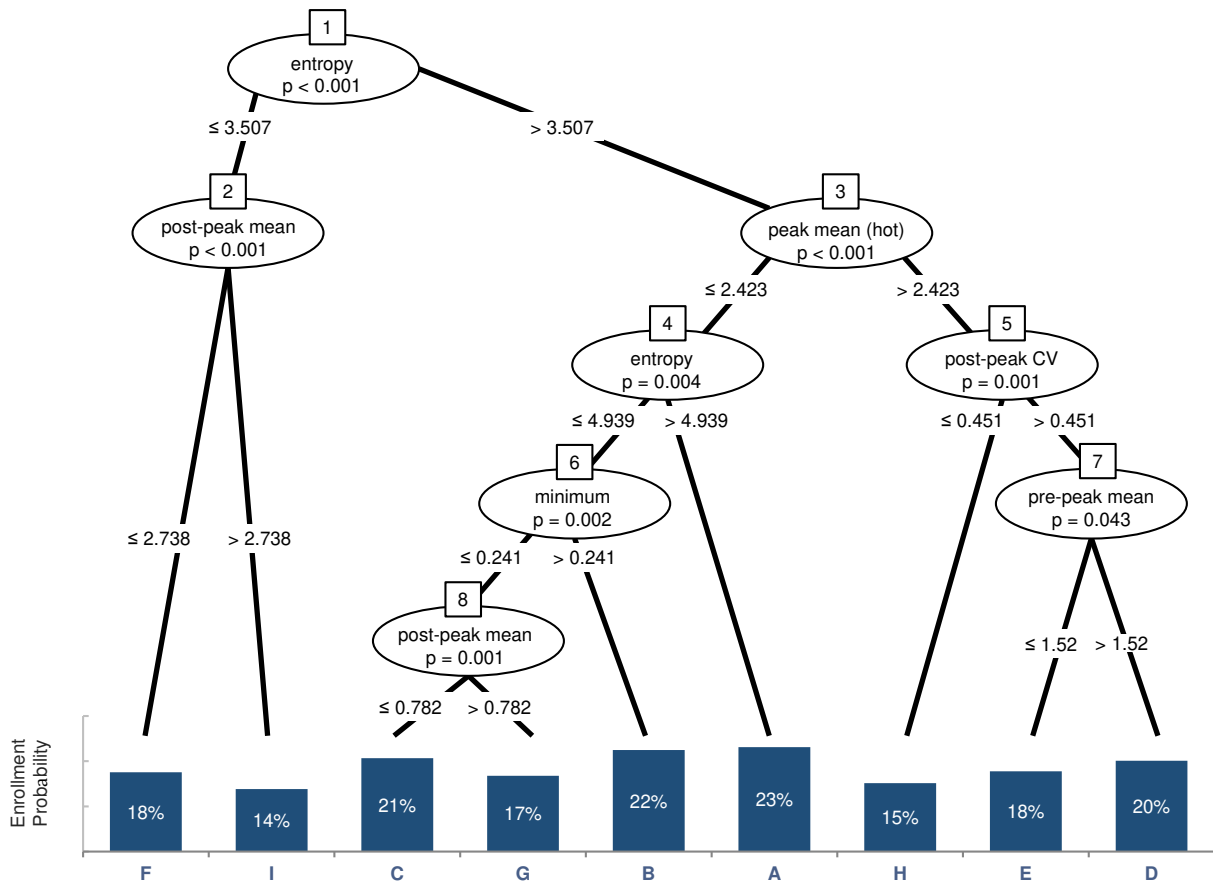 1
entropy
p < 0.001
≤ 3.507
> 3.507
2
post-peak mean
p < 0.001
3
peak mean (hot)
p < 0.001
≤ 2.423
> 2.423
4
entropy
p = 0.004
5
post-peak CV
p = 0.001
≤ 4.939
> 4.939
≤ 0.451
> 0.451
6
minimum
p = 0.002
7
pre-peak mean
p = 0.043
≤ 2.738
> 2.738
≤ 0.241
> 0.241
8
post-peak mean
p = 0.001
≤ 1.52
> 1.52
≤ 0.782
> 0.782
Enrollment
Probability
18%
14%
21%
17%
22%
23%
15%
18%
20%
F
I
C
G
B
A
H
E
D